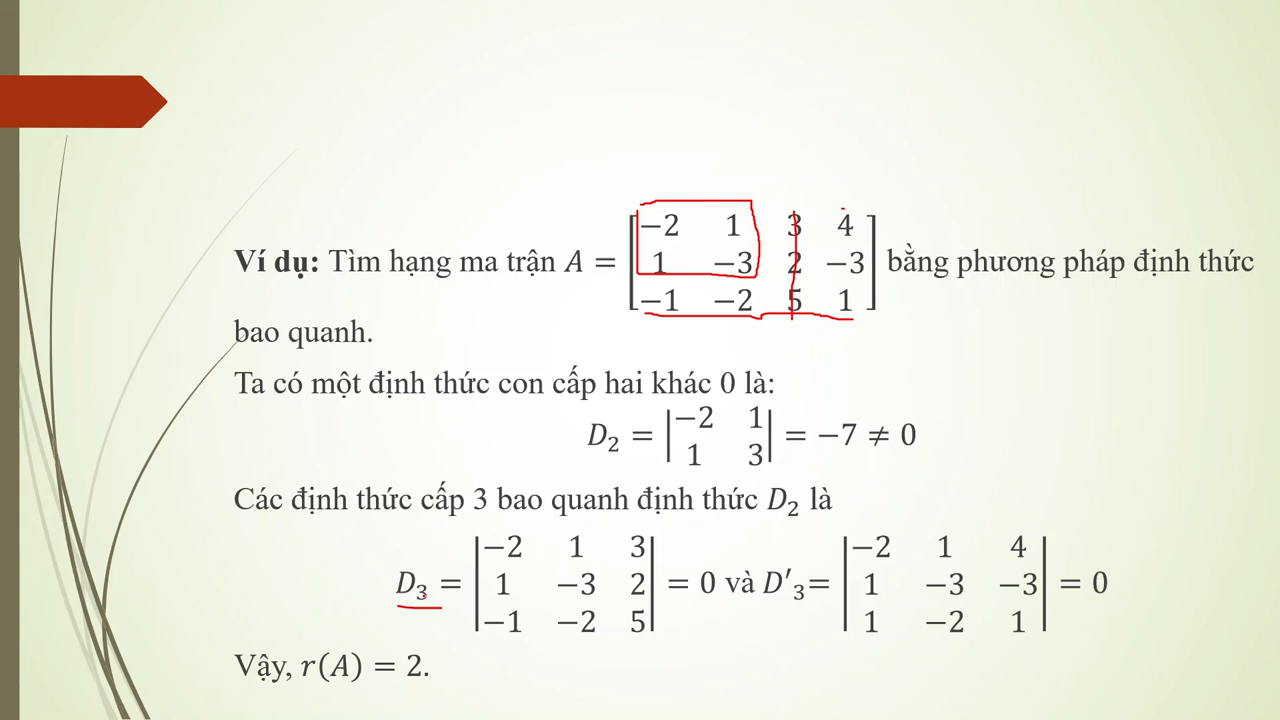 Ví dụ: Tìm hạng ma trận A = [−2 1 3 4; 1 −3 2 −3; −1 −2 5 1] bằng phương pháp định thức
bao quanh.
Ta có một định thức con cấp hai khác 0 là:
D₂ = |−2 1; 1 3| = −7 ≠ 0
Các định thức cấp 3 bao quanh định thức D₂ là
D₃ = |−2 1 3; 1 −3 2; −1 −2 5| = 0 và D′₃= |−2 1 4; 1 −3 −3; 1 −2 1| = 0
Vậy, r(A) = 2.